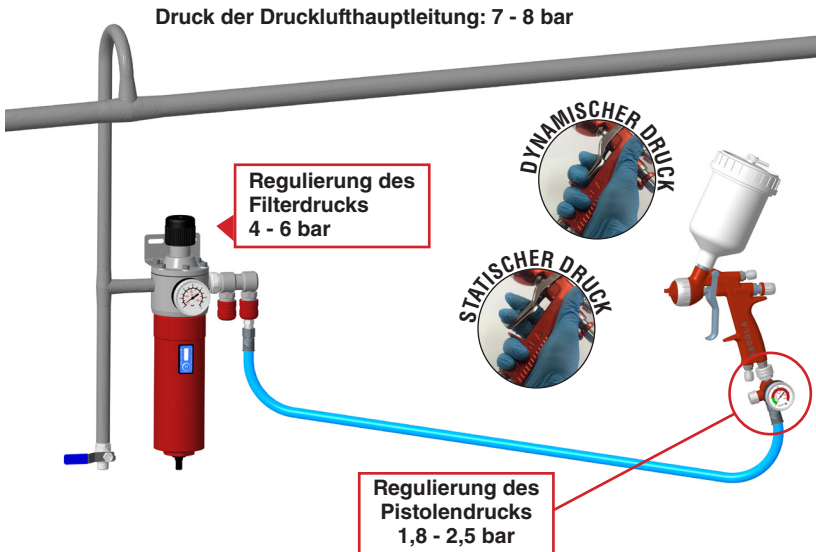 Druck der Drucklufthauptleitung: 7 - 8 bar
DYNAMISCHER DRUCK
Regulierung des
Filterdrucks
4 - 6 bar
STATISCHER DRUCK
SAGOLA
Regulierung des
Pistolendrucks
1,8 - 2,5 bar